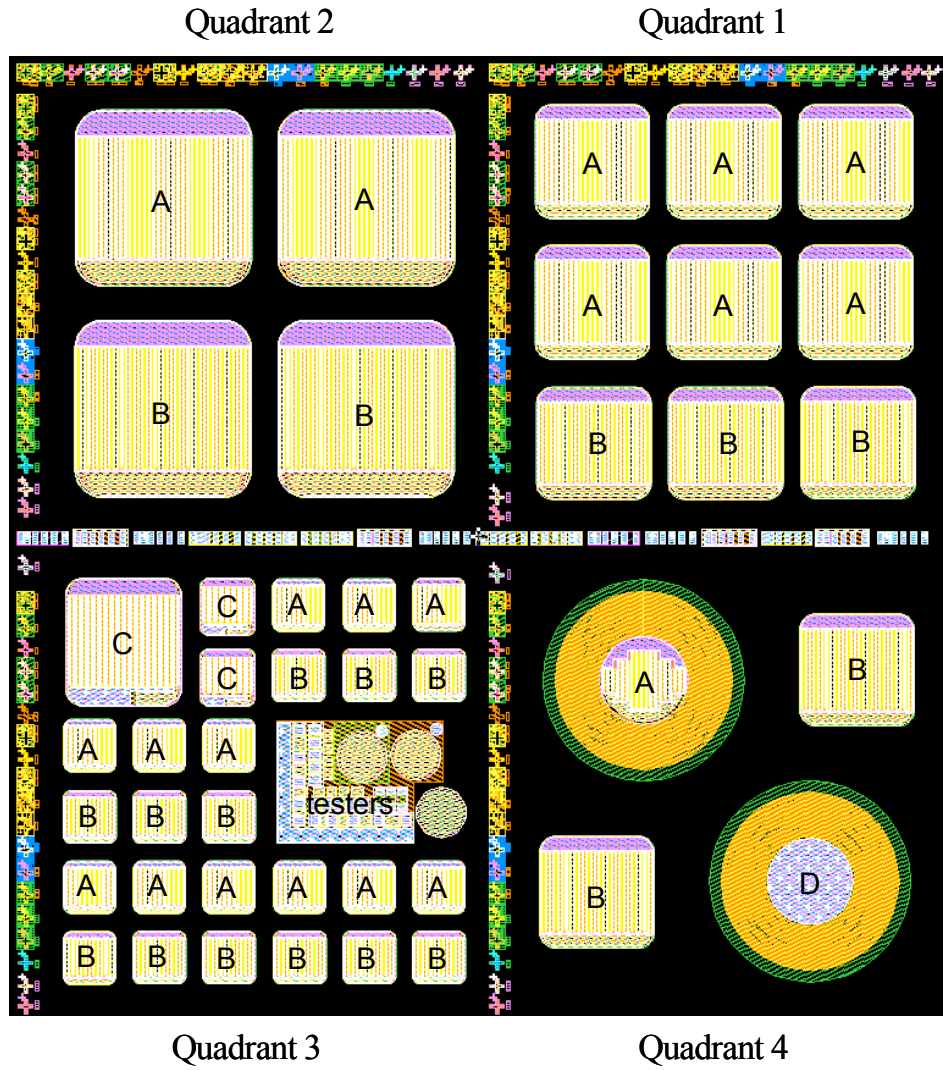 Quadrant 2 Quadrant 1
A A A A A
A A A
B B B B B
C C A A A
C B B B
A A A
B B B
testers
A A A A A A
B B B B B B
A B
B D
Quadrant 3 Quadrant 4